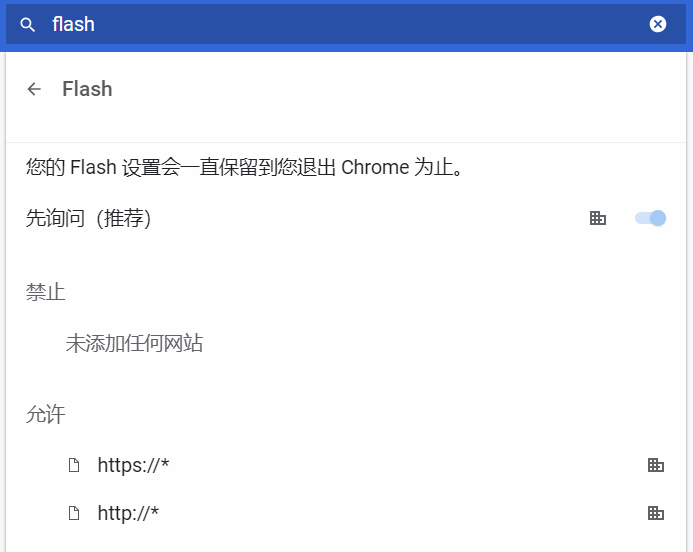 flash
Flash
您的 Flash 设置会一直保留到您退出 Chrome 为止。
先询问（推荐）
禁止
未添加任何网站
允许
https://*
http://*